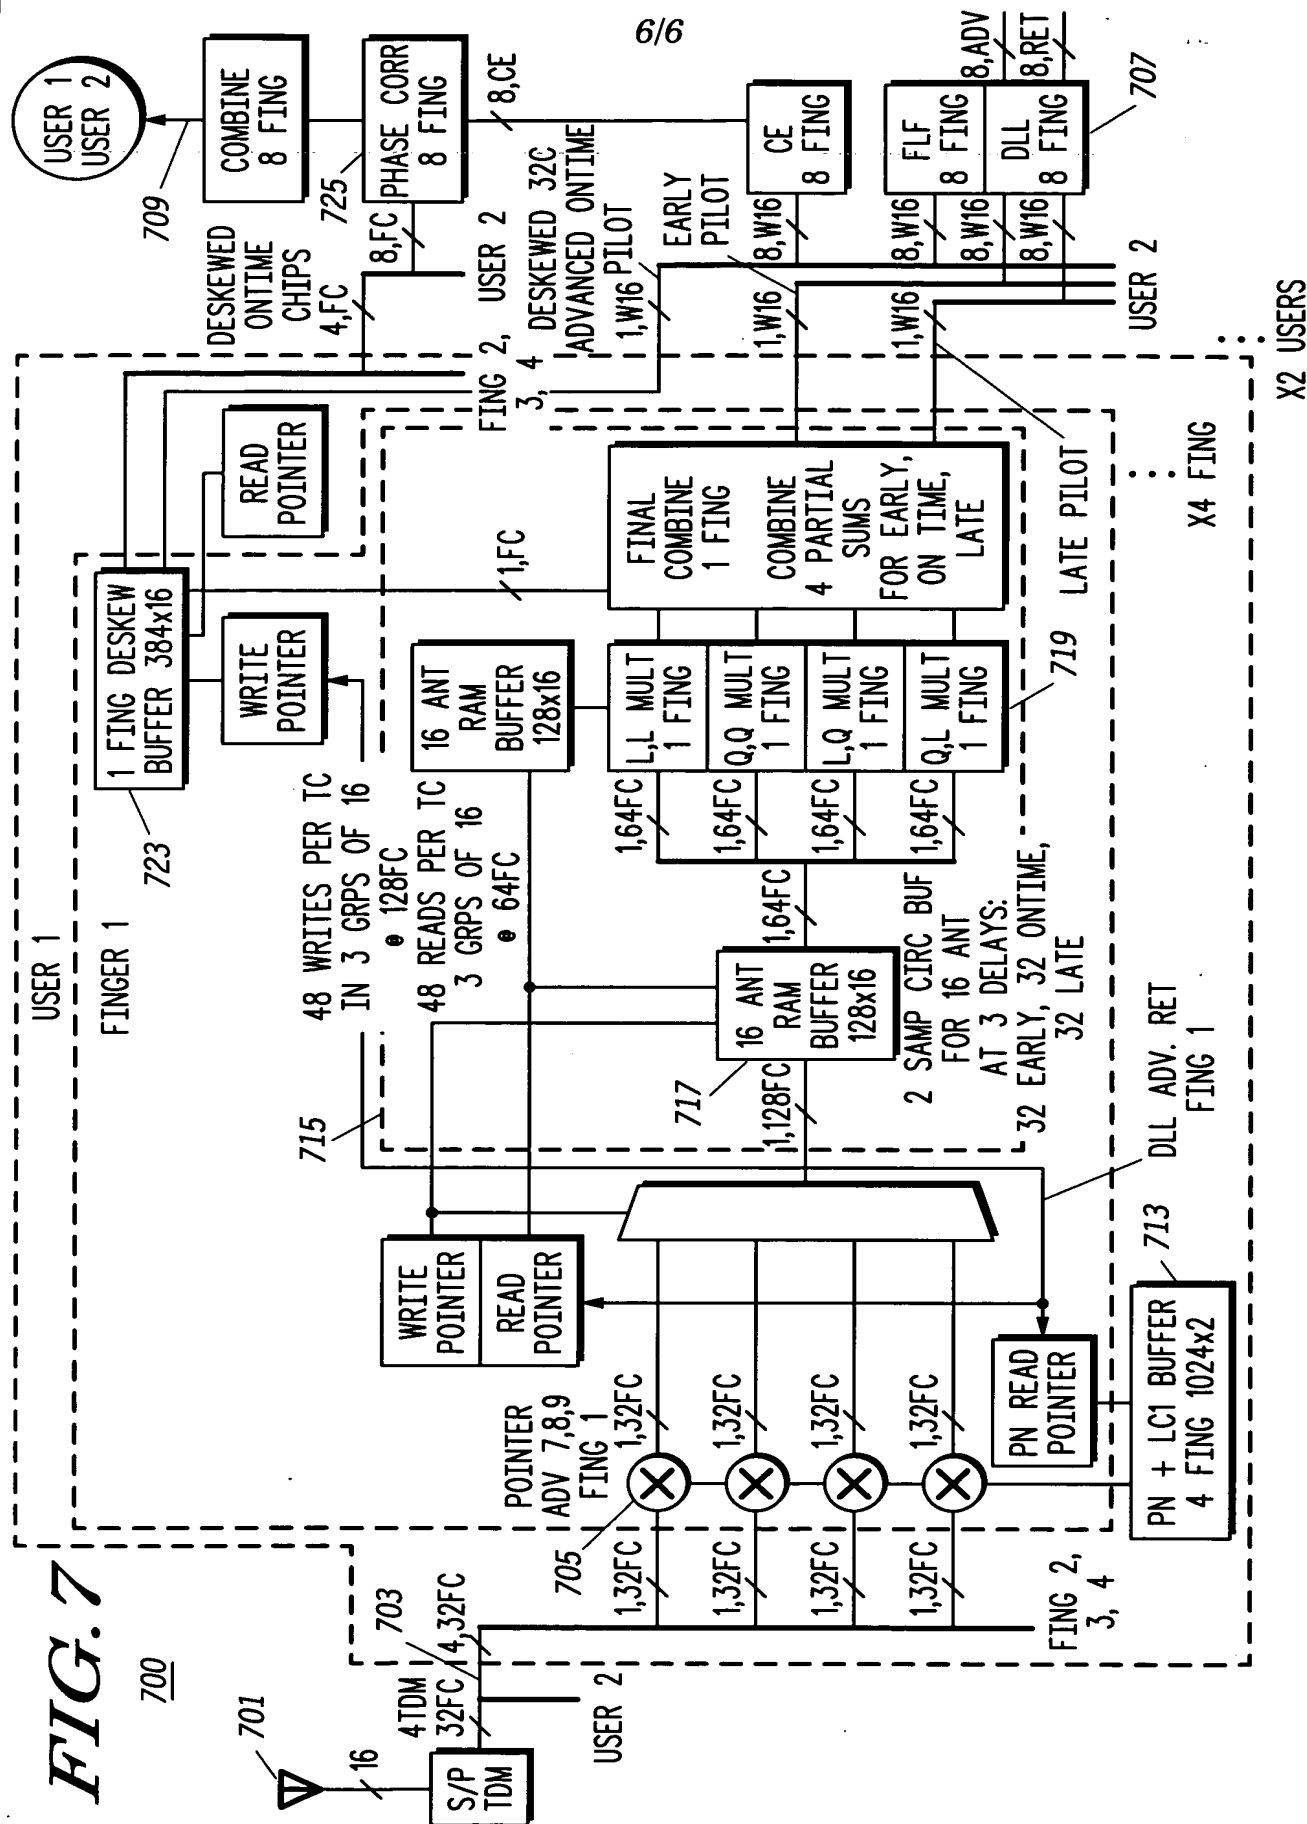 6/6
FIG.7
700
701
16
S/P
TDM
4TDM
32FC
703
4,32FC
USER 2
USER 1
FINGER 1
FING 2,
3, 4
1,32FC
1,32FC
1,32FC
1,32FC
705
POINTER
ADV 7,8,9
FING 1
1,32FC
1,32FC
1,32FC
1,32FC
PN READ
POINTER
PN + LC1 BUFFER
4 FING 1024x2
713
WRITE
POINTER
READ
POINTER
DLL ADV. RET
FING 1
715
1,128FC
717
16 ANT
RAM
BUFFER
128x16
2 SAMP CIRC BUF
FOR 16 ANT
AT 3 DELAYS:
32 EARLY, 32 ONTIME,
32 LATE
1,64FC
48 WRITES PER TC
IN 3 GRPS OF 16
@ 128FC
48 READS PER TC
3 GRPS OF 16
@ 64FC
1,64FC
1,64FC
1,64FC
1,64FC
16 ANT
RAM
BUFFER
128x16
L,L MULT
1 FING
Q,Q MULT
1 FING
L,Q MULT
1 FING
Q,L MULT
1 FING
719
FINAL
COMBINE
1 FING
COMBINE
4 PARTIAL
SUMS
FOR EARLY,
ON TIME,
LATE
1,FC
723
1 FING DESKEW
BUFFER 384x16
WRITE
POINTER
READ
POINTER
LATE PILOT
X4 FING
X2 USERS
FING 2,
3, 4
DESKEWED
ONTIME
CHIPS
4,FC
USER 2
8,FC
DESKEWED 32C
ADVANCED ONTIME
PILOT
1,W16
EARLY
PILOT
1,W16
1,W16
USER 2
8,W16
8,W16
8,W16
8,W16
725
PHASE CORR
8 FING
COMBINE
8 FING
709
USER 1
USER 2
8,CE
CE
8 FING
FLF
8 FING
DLL
8 FING
707
8,ADV
8,RET